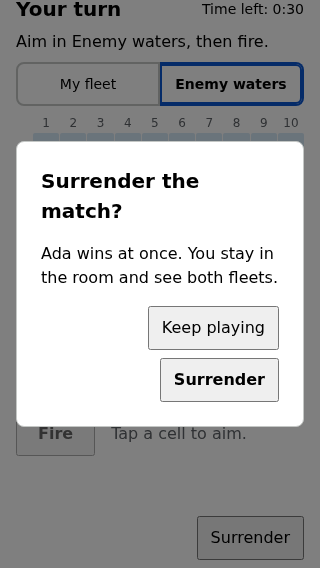 Your turn
Time left: 0:30
Aim in Enemy waters, then fire.
My fleet
Enemy waters
1 2 3 4 5 6 7 8 9 10
Surrender the
match?
Ada wins at once. You stay in
the room and see both fleets.
Keep playing
Surrender
Fire
Tap a cell to aim.
Surrender